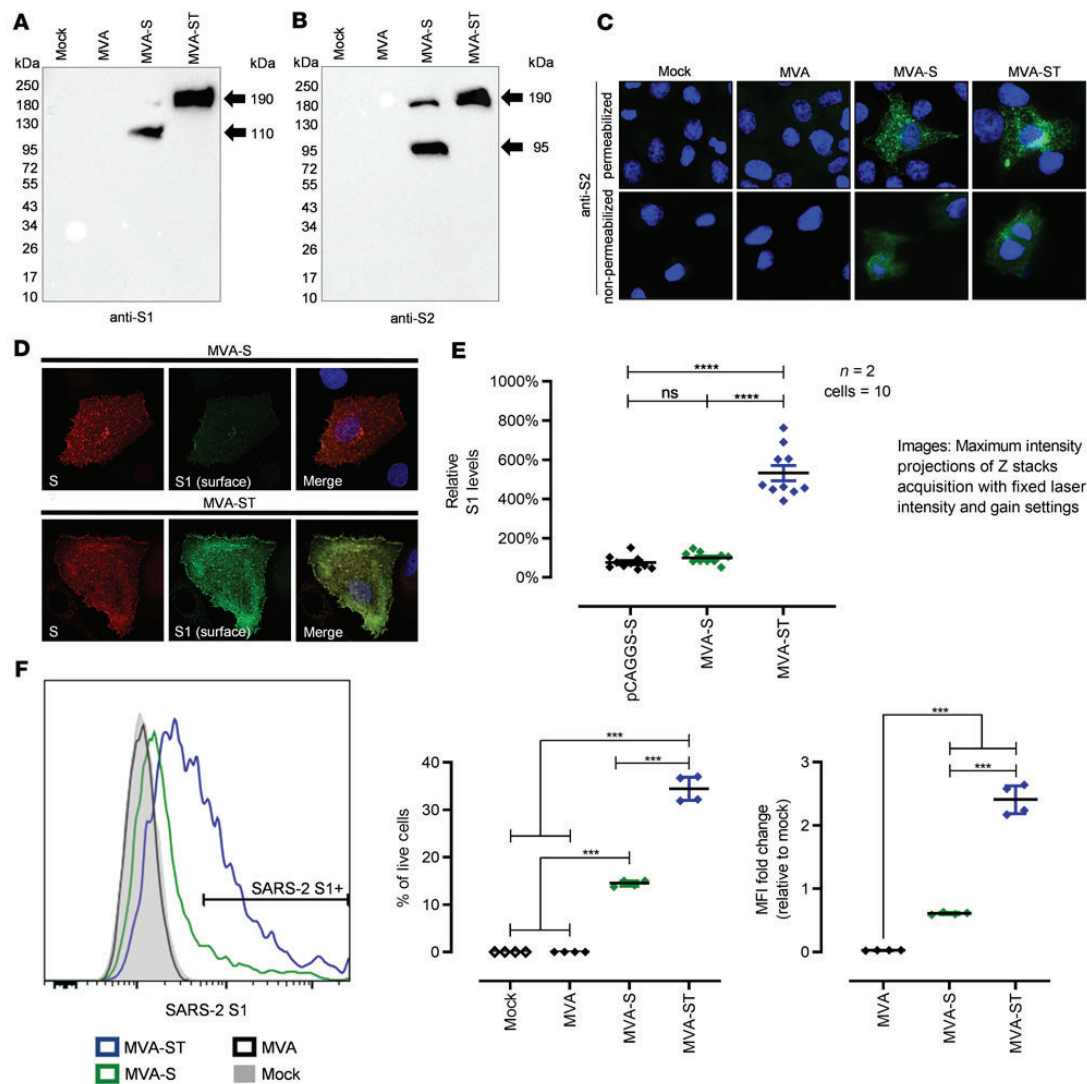 A
Mock
MVA
MVA-S
MVA-ST
kDa
kDa
250
180
130
95
72
55
43
34
26
17
10
190
110
anti-S1
B
Mock
MVA
MVA-S
MVA-ST
kDa
kDa
250
180
130
95
72
55
43
34
26
17
10
190
95
anti-S2
C
Mock
MVA
MVA-S
MVA-ST
anti-S2
permeabilized
non-permeabilized
D
MVA-S
S
S1 (surface)
Merge
MVA-ST
S
S1 (surface)
Merge
E
Relative
S1 levels
1000%
800%
600%
400%
200%
0%
****
ns
****
n = 2
cells = 10
pCAGGS-S
MVA-S
MVA-ST
Images: Maximum intensity
projections of Z stacks
acquisition with fixed laser
intensity and gain settings
F
SARS-2 S1+
SARS-2 S1
MVA-ST
MVA
MVA-S
Mock
% of live cells
40
30
20
10
0
***
***
***
Mock
MVA
MVA-S
MVA-ST
MFI fold change
(relative to mock)
3
2
1
0
***
***
MVA
MVA-S
MVA-ST